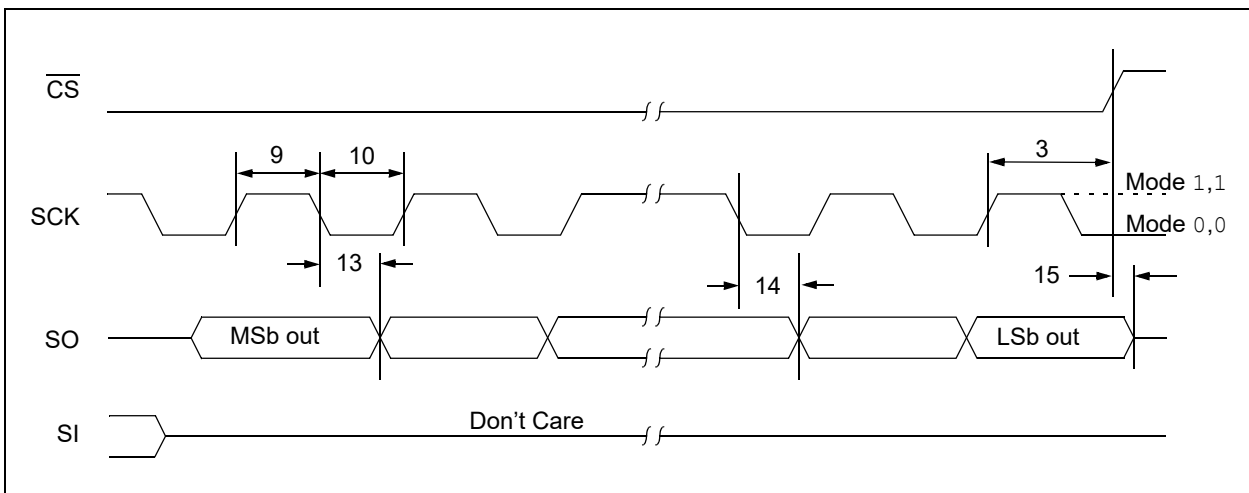 CS
9
10
3
Mode 1,1
SCK
Mode 0,0
13
14
15
SO
MSb out
LSb out
Don't Care
SI